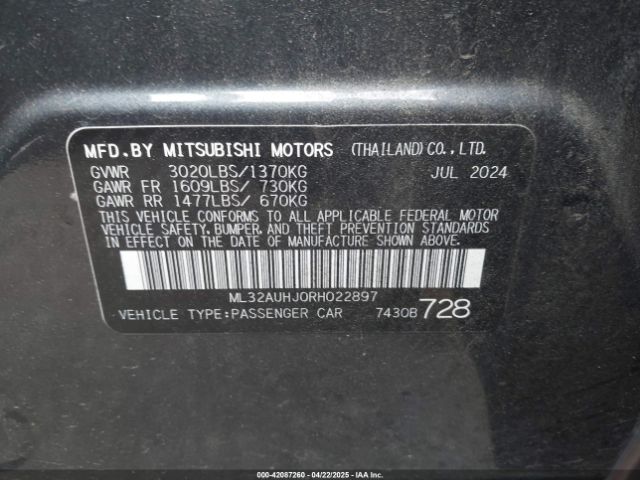 MFD.BY MITSUBISHI MOTORS (THAILAND)CO.,LTD.
GVWR 3020LBS/1370KG JUL 2024
GAWR FR 1609LBS/ 730KG
GAWR RR 1477LBS/ 670KG
THIS VEHICLE CONFORMS TO ALL APPLICABLE FEDERAL MOTOR
VEHICLE SAFETY, BUMPER, AND THEFT PREVENTION STANDARDS
IN EFFECT ON THE DATE OF MANUFACTURE SHOWN ABOVE.
ML32AUHJ0RH022897
VEHICLE TYPE:PASSENGER CAR 7430B 728
000-42087260 - 04/22/2025 - IAA Inc.